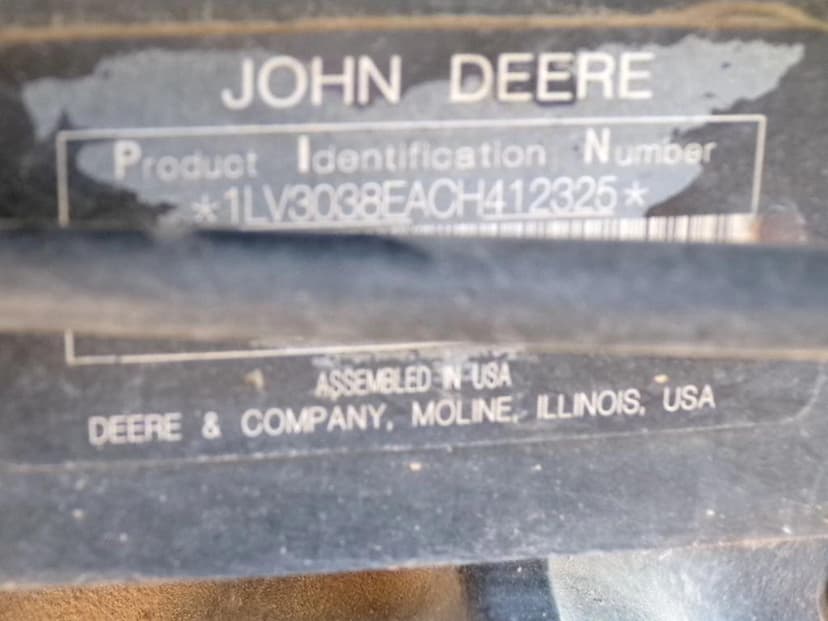 JOHN DEERE
Product Identification Number
*1LV3038EACH412325*
ASSEMBLED IN USA
DEERE & COMPANY, MOLINE, ILLINOIS, USA